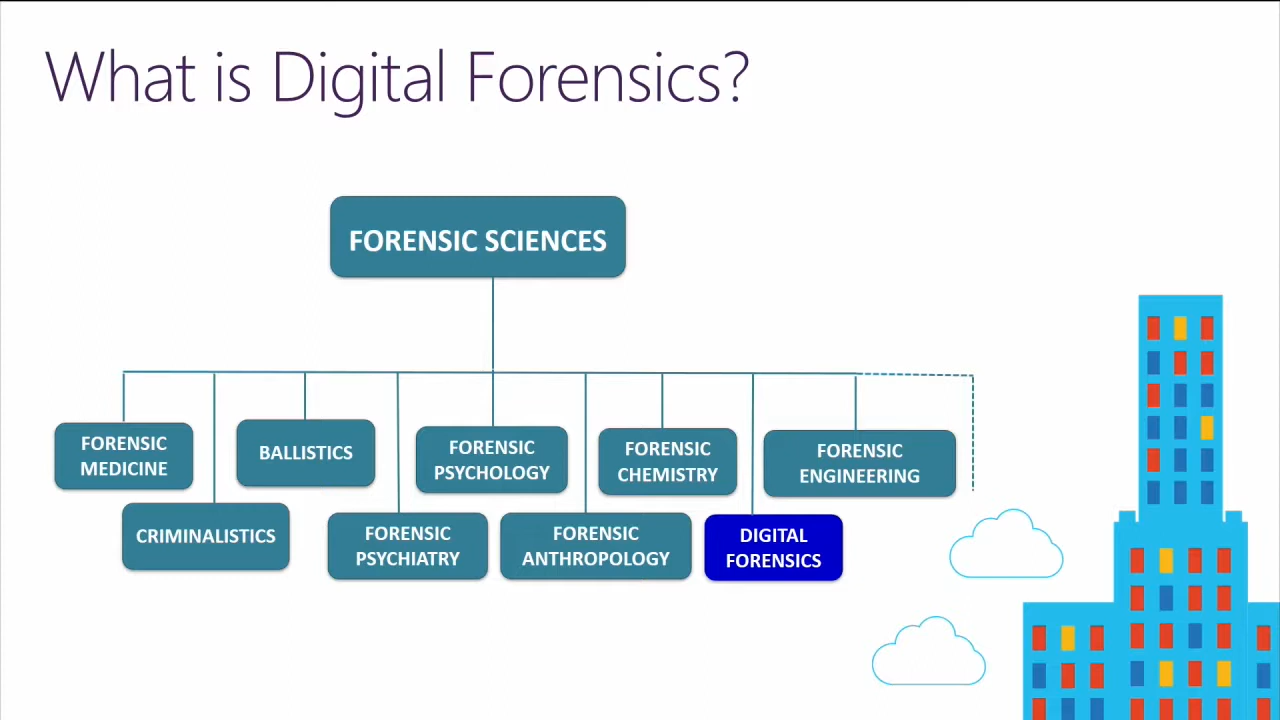 What is Digital Forensics?
FORENSIC SCIENCES
FORENSIC
MEDICINE
BALLISTICS
FORENSIC
PSYCHOLOGY
FORENSIC
CHEMISTRY
FORENSIC
ENGINEERING
CRIMINALISTICS
FORENSIC
PSYCHIATRY
FORENSIC
ANTHROPOLOGY
DIGITAL
FORENSICS